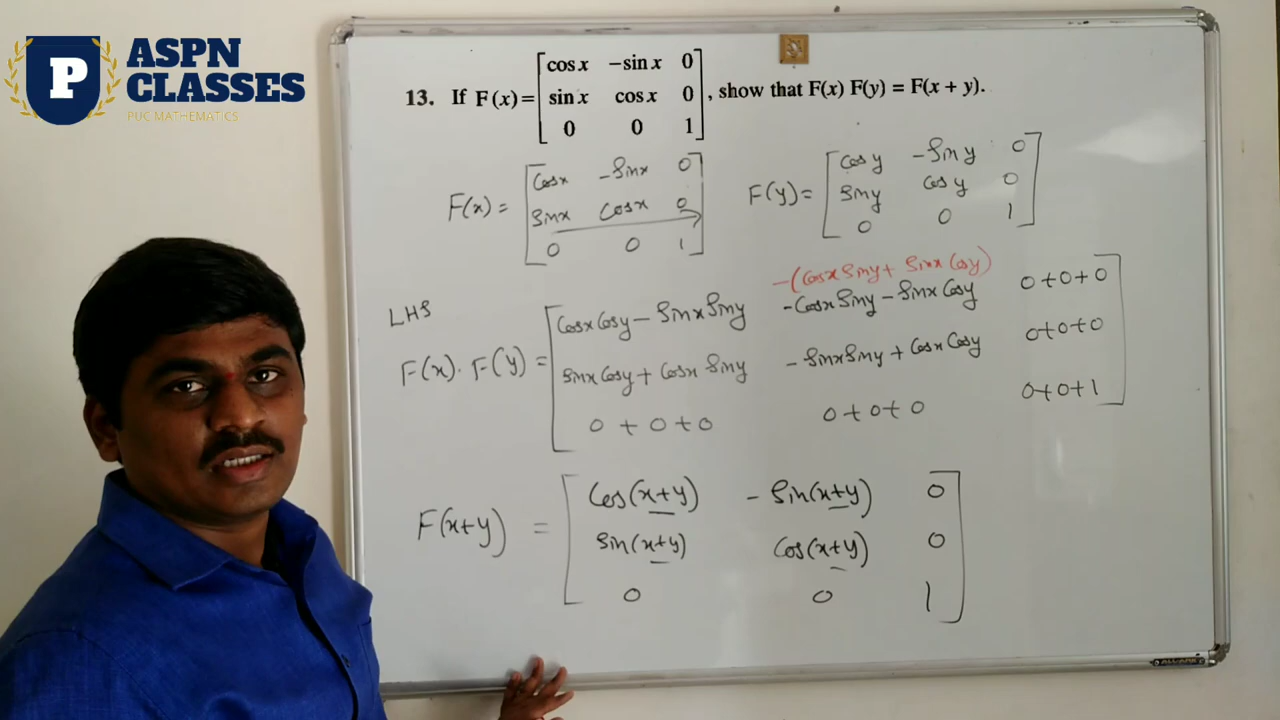 P
ASPN
CLASSES
PUC MATHEMATICS
13. If F(x) = [cos x −sin x 0
sin x cos x 0
0 0 1], show that F(x) F(y) = F(x + y).
F(x) = [Cosx −Sinx 0
Sinx Cosx 0
0 0 1]
F(y) = [Cosy −Siny 0
Siny Cosy 0
0 0 1]
−(Cosx Siny + Sinx Cosy)
LHS
F(x). F(y) = [Cosx Cosy − Sinx Siny −Cosx Siny − Sinx Cosy 0+0+0
Sinx Cosy + Cosx Siny − Sinx Siny + Cosx Cosy 0+0+0
0 + 0 + 0 0 + 0 + 0 0+0+1]
F(x+y) = [Cos(x+y) − Sin(x+y) 0
Sin(x+y) Cos(x+y) 0
0 0 1]